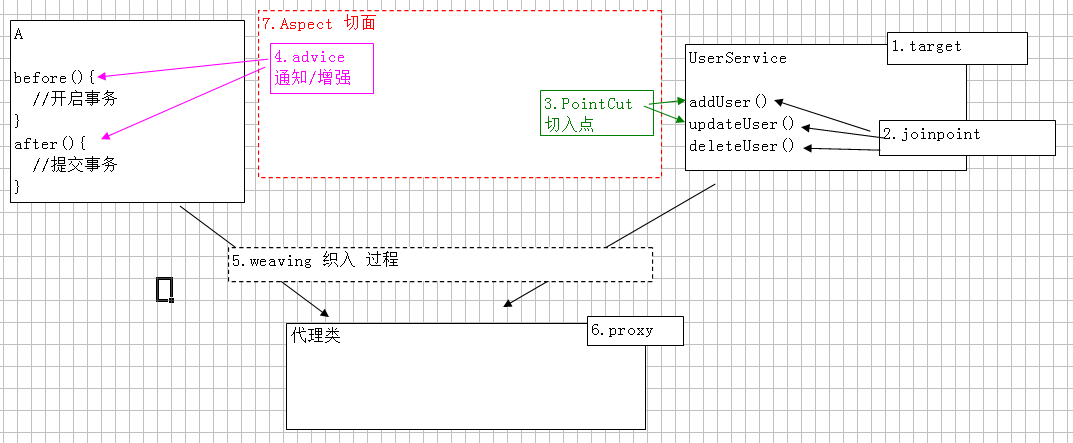 A
before(){
//开启事务
}
after(){
//提交事务
}
7.Aspect 切面
4.advice
通知/增强
3.PointCut
切入点
1.target
UserService
addUser()
updateUser()
deleteUser()
2.joinpoint
5.weaving 织入 过程
代理类
6.proxy